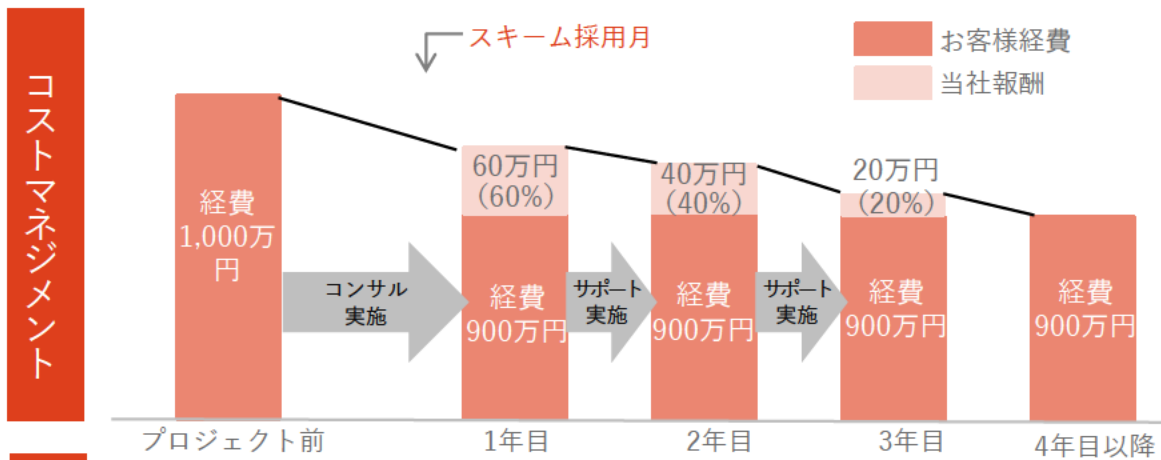 コストマネジメント
スキーム採用月
お客様経費
当社報酬
経費
1,000万
円
コンサル
実施
60万円
(60%)
経費
900万円
サポート
実施
40万円
(40%)
経費
900万円
サポート
実施
20万円
(20%)
経費
900万円
経費
900万円
プロジェクト前
1年目
2年目
3年目
4年目以降